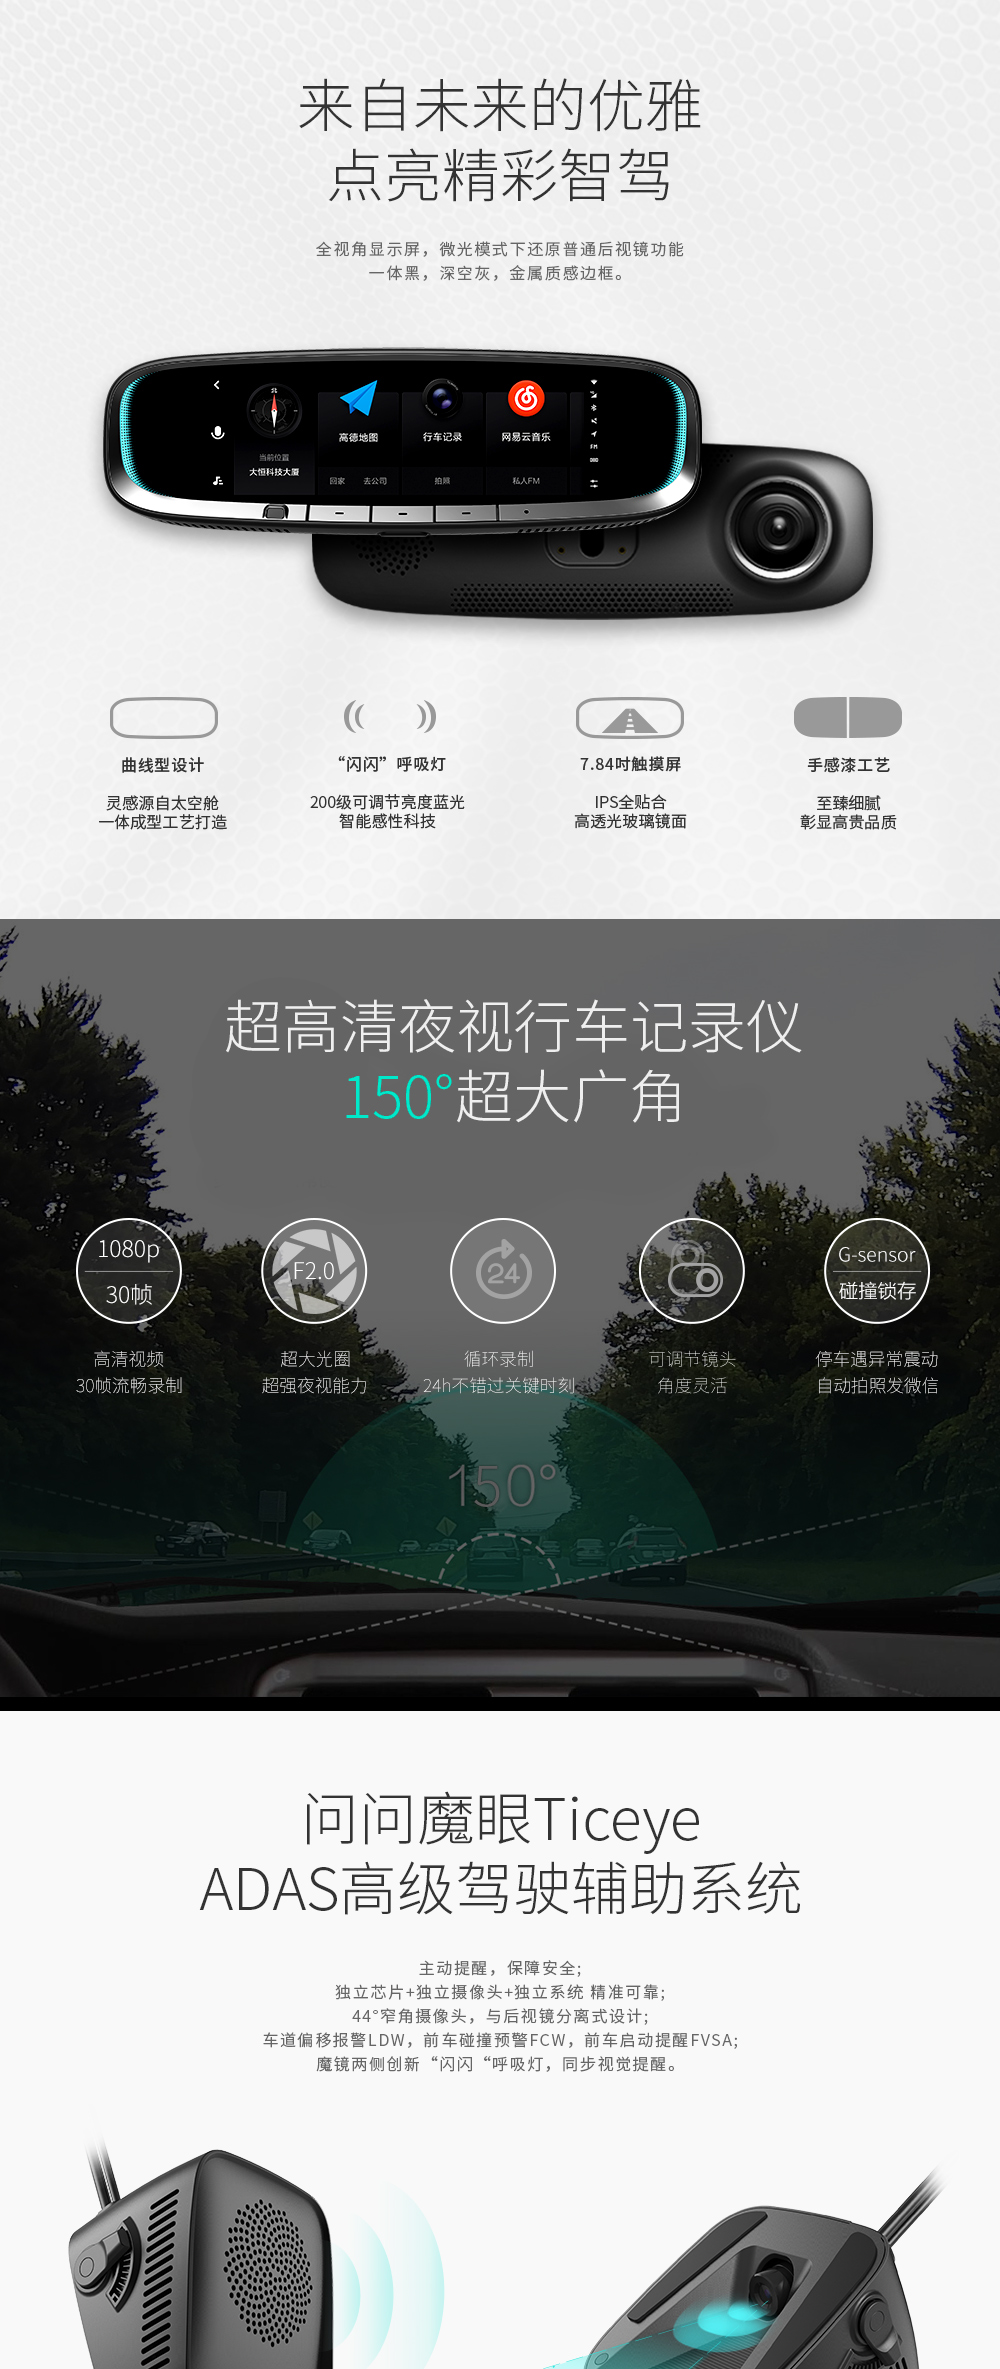 来自未来的优雅
点亮精彩智驾
全视角显示屏，微光模式下还原普通后视镜功能
一体黑，深空灰，金属质感边框。
北
高德地图
行车记录
网易云音乐
当前位置
大恒科技大厦
回家
去公司
拍照
私人FM
FM
曲线型设计
“闪闪”呼吸灯
7.84吋触摸屏
手感漆工艺
灵感源自太空舱
一体成型工艺打造
200级可调节亮度蓝光
智能感性科技
IPS全贴合
高透光玻璃镜面
至臻细腻
彰显高贵品质
超高清夜视行车记录仪
150°超大广角
1080p
30帧
F2.0
24
G-sensor
碰撞锁存
高清视频
30帧流畅录制
超大光圈
超强夜视能力
循环录制
24h不错过关键时刻
可调节镜头
角度灵活
停车遇异常震动
自动拍照发微信
150°
问问魔眼Ticeye
ADAS高级驾驶辅助系统
主动提醒，保障安全;
独立芯片+独立摄像头+独立系统 精准可靠;
44°窄角摄像头，与后视镜分离式设计;
车道偏移报警LDW，前车碰撞预警FCW，前车启动提醒FVSA;
魔镜两侧创新“闪闪“呼吸灯，同步视觉提醒。